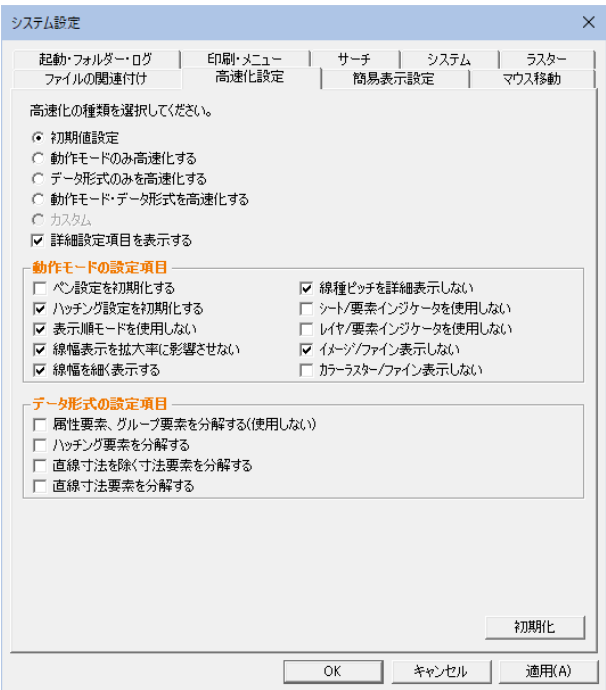 システム設定
起動・フォルダー・ログ 印刷・メニュー サーチ システム ラスター
ファイルの関連付け 高速化設定 簡易表示設定 マウス移動
高速化の種類を選択してください。
初期値設定
動作モードのみ高速化する
データ形式のみを高速化する
動作モード・データ形式を高速化する
カスタム
詳細設定項目を表示する
動作モードの設定項目
ペン設定を初期化する 線種ピッチを詳細表示しない
ハッチング設定を初期化する シート/要素インジケータを使用しない
表示順モードを使用しない レイヤ/要素インジケータを使用しない
線幅表示を拡大率に影響させない イメージ/ファイン表示しない
線幅を細く表示する カラーラスター/ファイン表示しない
データ形式の設定項目
属性要素、グループ要素を分解する(使用しない)
ハッチング要素を分解する
直線寸法を除く寸法要素を分解する
直線寸法要素を分解する
初期化
OK キャンセル 適用(A)